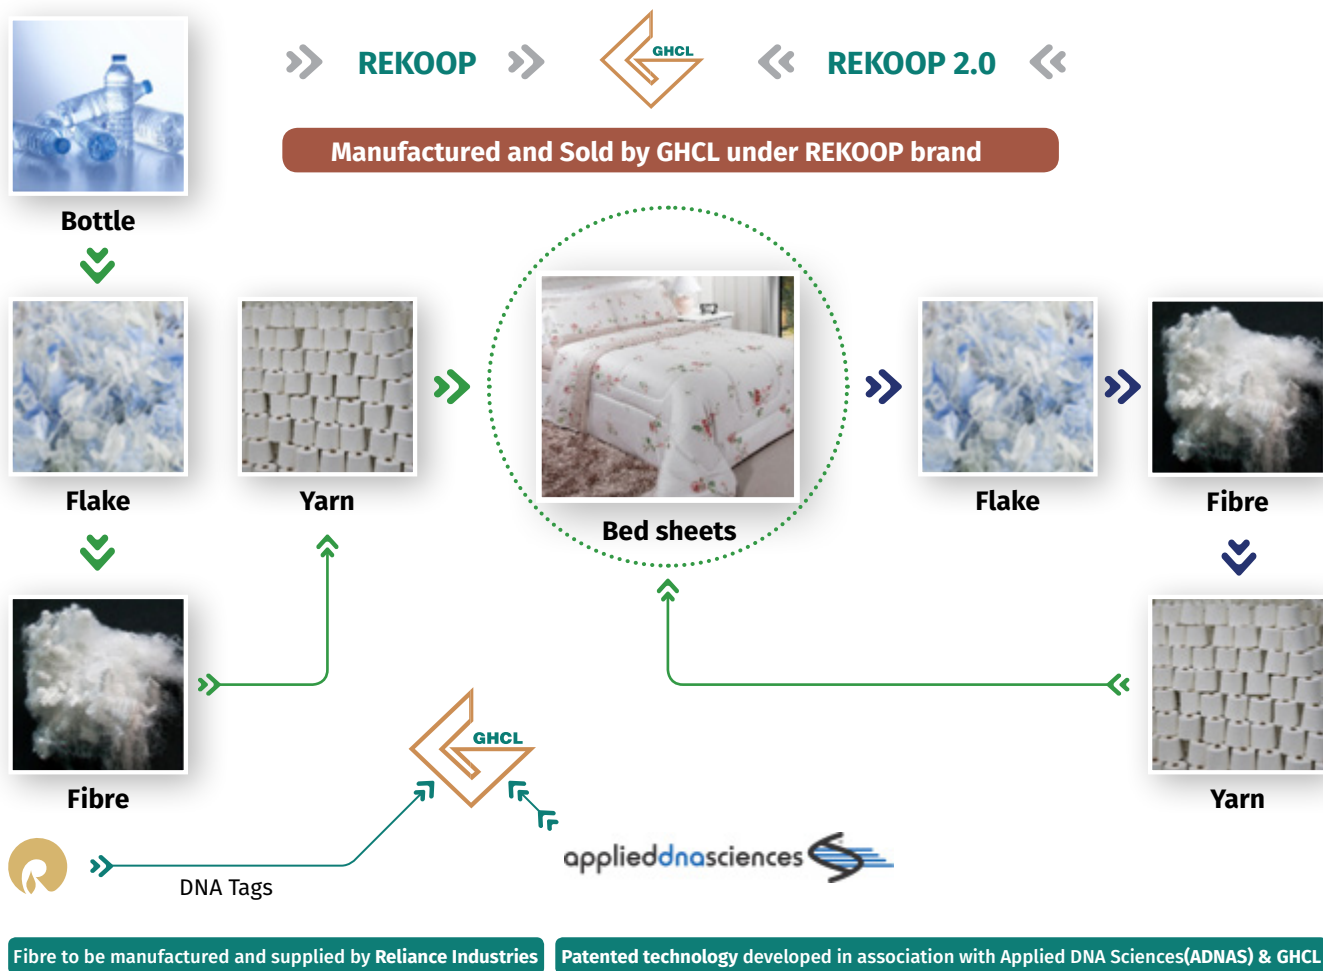 REKOOP
GHCL
REKOOP 2.0
Manufactured and Sold by GHCL under REKOOP brand
Bottle
Flake
Yarn
Bed sheets
Flake
Fibre
Fibre
GHCL
Yarn
applieddnasciences
DNA Tags
Fibre to be manufactured and supplied by Reliance Industries
Patented technology developed in association with Applied DNA Sciences(ADNAS) & GHCL